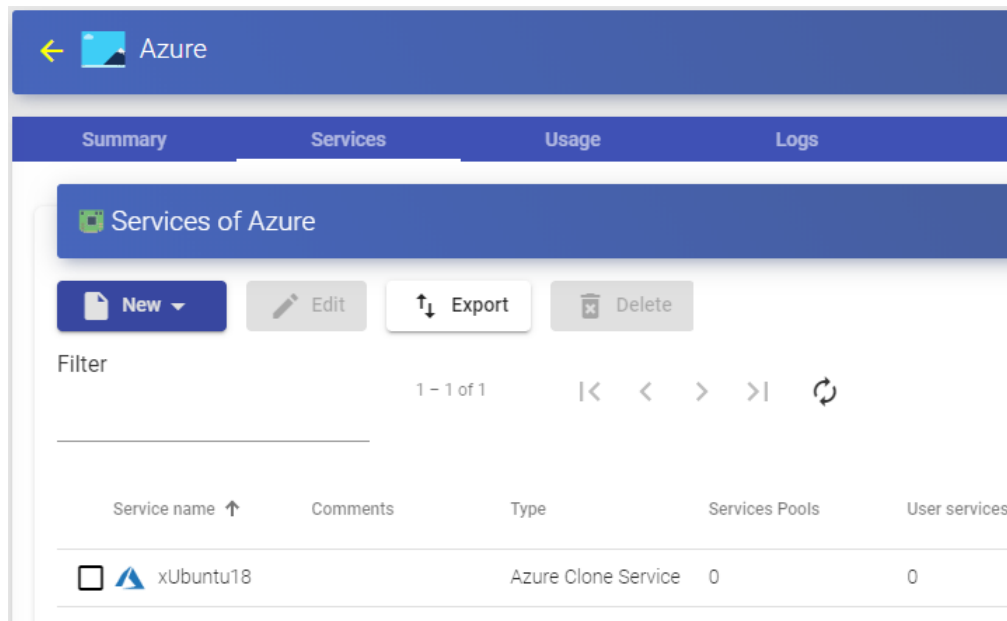 Azure
Summary Services Usage Logs
Services of Azure
New Edit Export Delete
Filter
1 – 1 of 1
Service name Comments Type Services Pools User services
xUbuntu18 Azure Clone Service 0 0